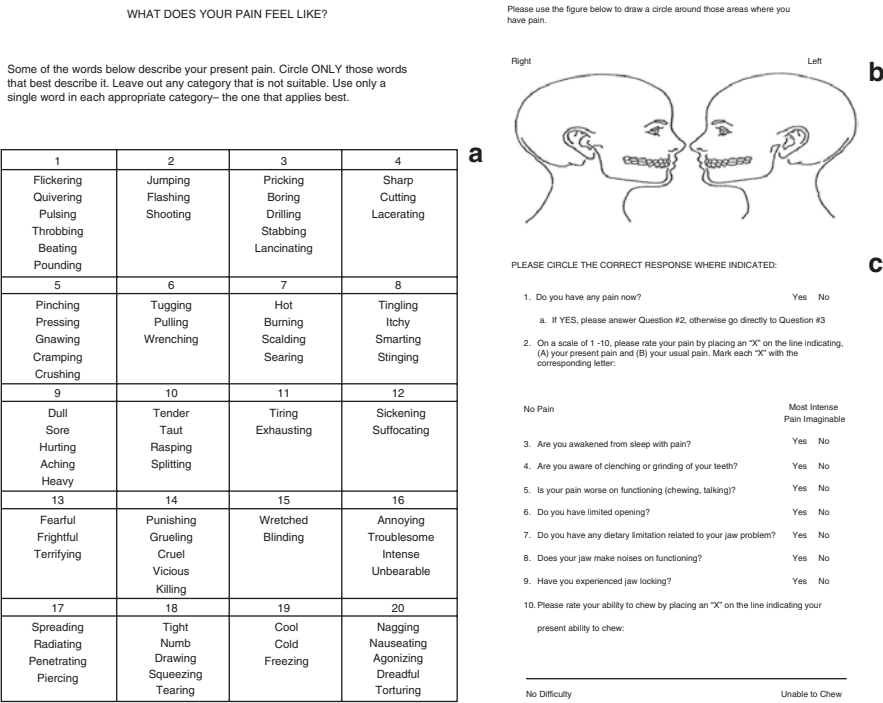 WHAT DOES YOUR PAIN FEEL LIKE?
Some of the words below describe your present pain. Circle ONLY those words
that best describe it. Leave out any category that is not suitable. Use only a
single word in each appropriate category– the one that applies best.
a
1 2 3 4
Flickering Jumping Pricking Sharp
Quivering Flashing Boring Cutting
Pulsing Shooting Drilling Lacerating
Throbbing Stabbing
Beating Lancinating
Pounding
5 6 7 8
Pinching Tugging Hot Tingling
Pressing Pulling Burning Itchy
Gnawing Wrenching Scalding Smarting
Cramping Searing Stinging
Crushing
9 10 11 12
Dull Tender Tiring Sickening
Sore Taut Exhausting Suffocating
Hurting Rasping
Aching Splitting
Heavy
13 14 15 16
Fearful Punishing Wretched Annoying
Frightful Grueling Blinding Troublesome
Terrifying Cruel Intense
Vicious Unbearable
Killing
17 18 19 20
Spreading Tight Cool Nagging
Radiating Numb Cold Nauseating
Penetrating Drawing Freezing Agonizing
Piercing Squeezing Dreadful
Tearing Torturing
Please use the figure below to draw a circle around those areas where you
have pain.
Right Left
b
PLEASE CIRCLE THE CORRECT RESPONSE WHERE INDICATED:
c
1. Do you have any pain now? Yes No
a. If YES, please answer Question #2, otherwise go directly to Question #3
2. On a scale of 1 -10, please rate your pain by placing an “X” on the line indicating,
(A) your present pain and (B) your usual pain. Mark each “X” with the
corresponding letter:
No Pain Most Intense
Pain Imaginable
3. Are you awakened from sleep with pain? Yes No
4. Are you aware of clenching or grinding of your teeth? Yes No
5. Is your pain worse on functioning (chewing, talking)? Yes No
6. Do you have limited opening? Yes No
7. Do you have any dietary limitation related to your jaw problem? Yes No
8. Does your jaw make noises on functioning? Yes No
9. Have you experienced jaw locking? Yes No
10. Please rate your ability to chew by placing an “X” on the line indicating your
present ability to chew:
No Difficulty Unable to Chew